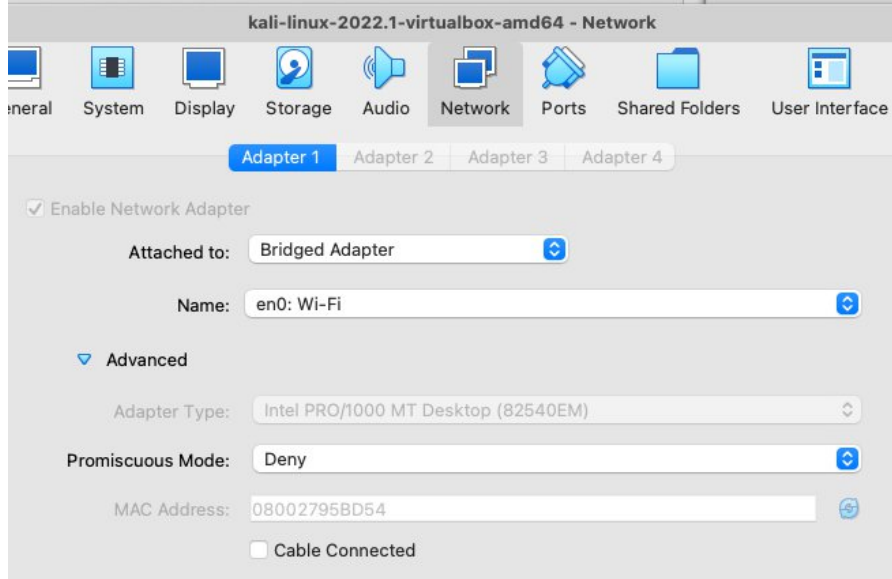 kali-linux-2022.1-virtualbox-amd64 - Network
eneral System Display Storage Audio Network Ports Shared Folders User Interface
Adapter 1 Adapter 2 Adapter 3 Adapter 4
Enable Network Adapter
Attached to: Bridged Adapter
Name: en0: Wi-Fi
Advanced
Adapter Type: Intel PRO/1000 MT Desktop (82540EM)
Promiscuous Mode: Deny
MAC Address: 08002795BD54
Cable Connected